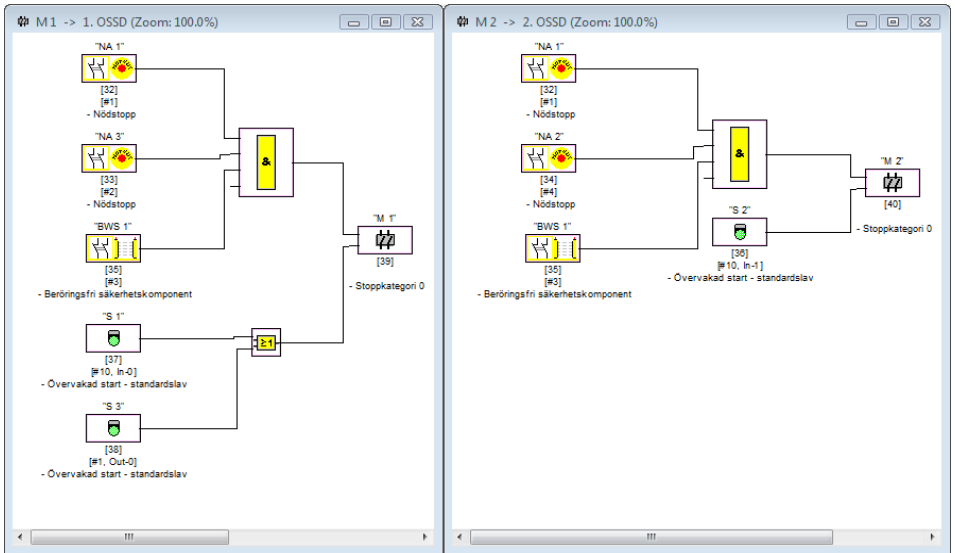 M 1 -> 1. OSSD (Zoom: 100.0%)
"NA 1"
[32]
[#1]
- Nödstopp
"NA 3"
[33]
[#2]
- Nödstopp
&
"BWS 1"
[35]
[#3]
- Beröringsfri säkerhetskomponent
"M 1"
[39]
- Stoppkategori 0
"S 1"
[37]
[#10, In-0]
- Övervakad start - standardslav
≥1
"S 3"
[38]
[#1, Out-0]
- Övervakad start - standardslav
M 2 -> 2. OSSD (Zoom: 100.0%)
"NA 1"
[32]
[#1]
- Nödstopp
"NA 2"
[34]
[#4]
- Nödstopp
&
"M 2"
[40]
- Stoppkategori 0
"BWS 1"
[35]
[#3]
- Beröringsfri säkerhetskomponent
"S 2"
[36]
[#10, In-1]
- Övervakad start - standardslav